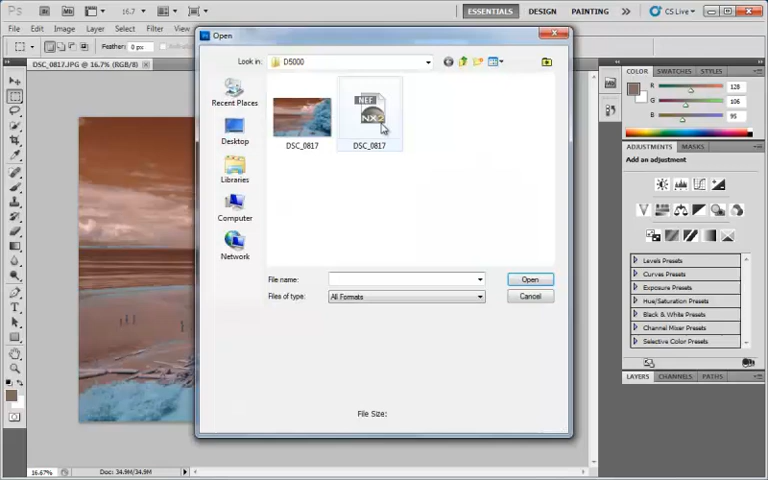 Ps Br Mb 16.7 ESSENTIALS DESIGN PAINTING CS Live
File Edit Image Layer Select Filter View
Feather: 0 px
DSC_0817.JPG @ 16.7% (RGB/8)
Open
Look in: D5000
Recent Places
Desktop
Libraries
Computer
Network
NEF
NX2
DSC_0817
DSC_0817
File name: Open
Files of type: All Formats Cancel
File Size:
COLOR SWATCHES STYLES
R 128
G 106
B 95
ADJUSTMENTS MASKS
Add an adjustment
Levels Presets
Curves Presets
Exposure Presets
Hue/Saturation Presets
Black & White Presets
Channel Mixer Presets
Selective Color Presets
LAYERS CHANNELS PATHS
16.67% Doc: 34.9M/34.9M